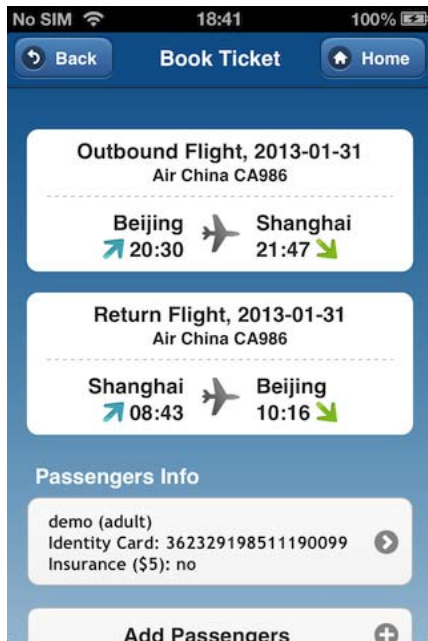 No SIM 18:41 100%
Back Book Ticket Home
Outbound Flight, 2013-01-31
Air China CA986
Beijing Shanghai
20:30 21:47
Return Flight, 2013-01-31
Air China CA986
Shanghai Beijing
08:43 10:16
Passengers Info
demo (adult)
Identity Card: 362329198511190099
Insurance ($5): no
Add Passengers